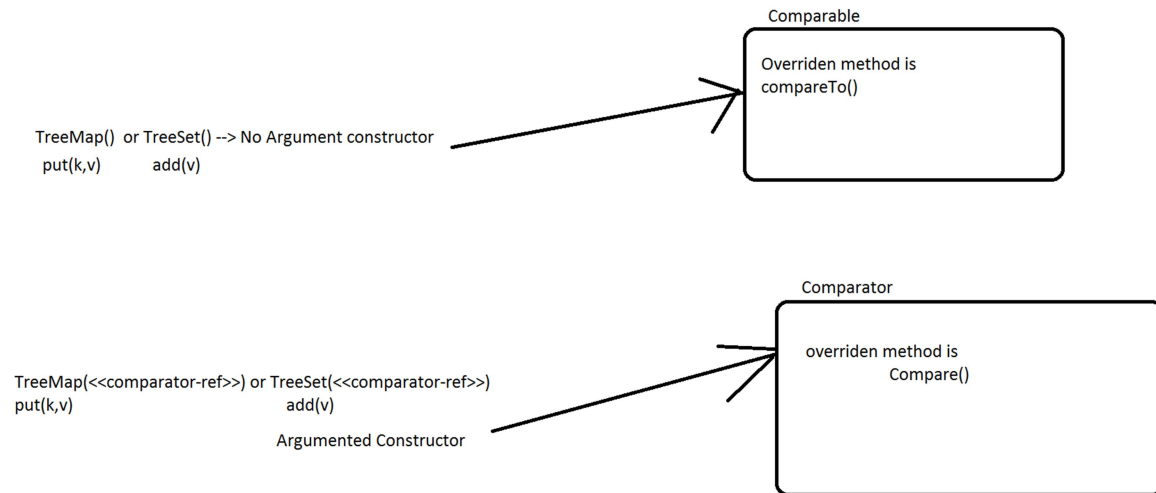 Comparable
Overriden method is
compareTo()
TreeMap() or TreeSet() --> No Argument constructor
put(k,v) add(v)
Comparator
overriden method is
Compare()
TreeMap(<<comparator-ref>>) or TreeSet(<<comparator-ref>>)
put(k,v) add(v)
Argumented Constructor